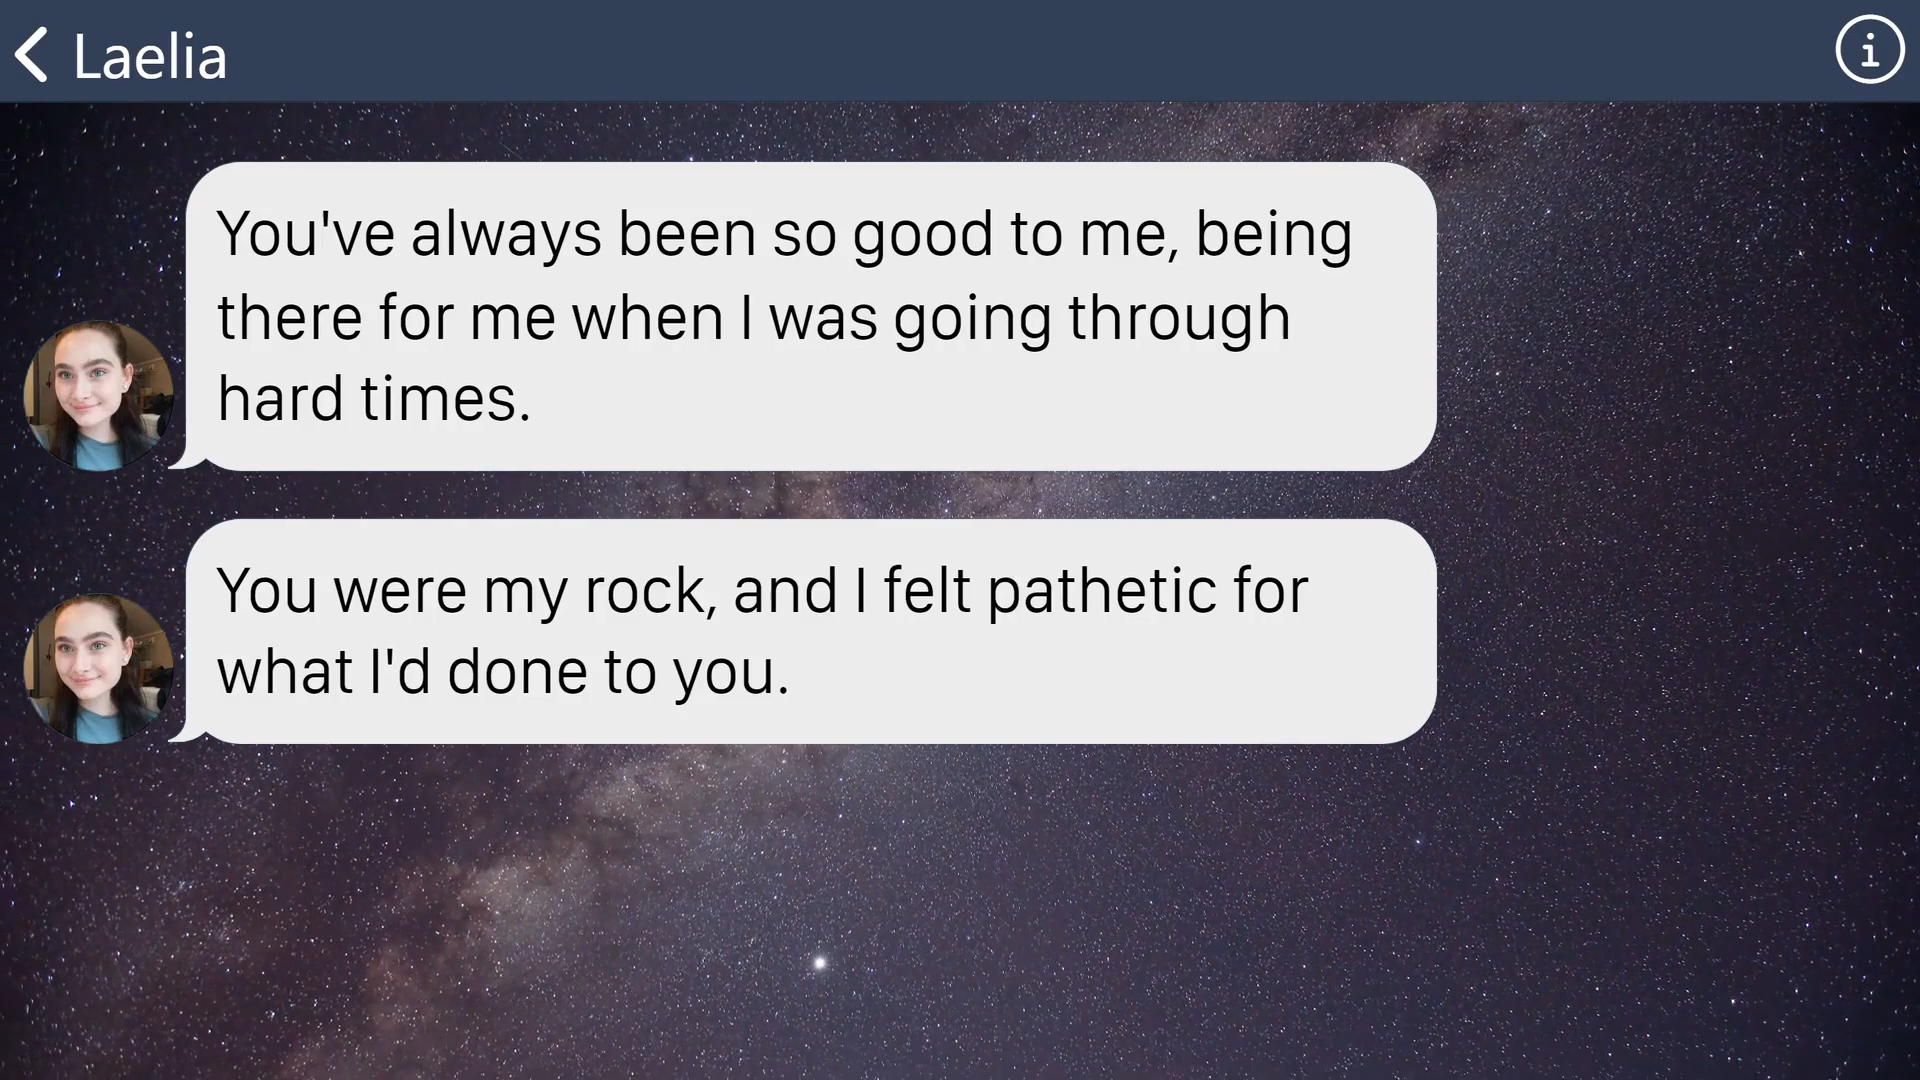 Laelia
You've always been so good to me, being
there for me when I was going through
hard times.
You were my rock, and I felt pathetic for
what I'd done to you.